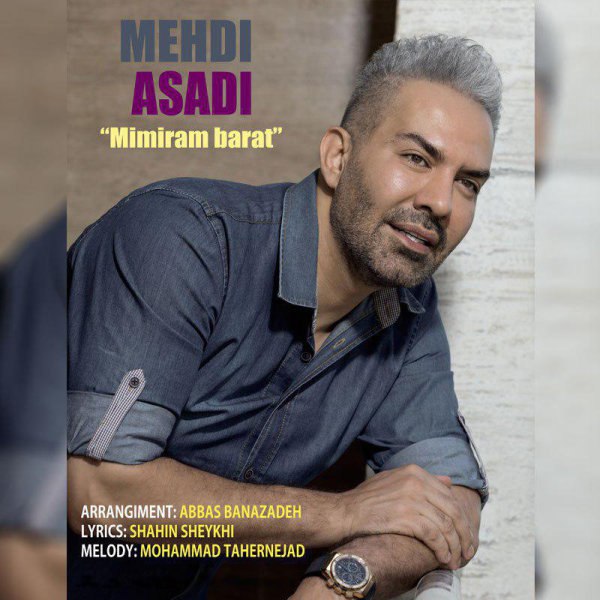 MEHDI
ASADI
“Mimiram barat”
ARRANGIMENT: ABBAS BANAZADEH
LYRICS: SHAHIN SHEYKHI
MELODY: MOHAMMAD TAHERNEJAD